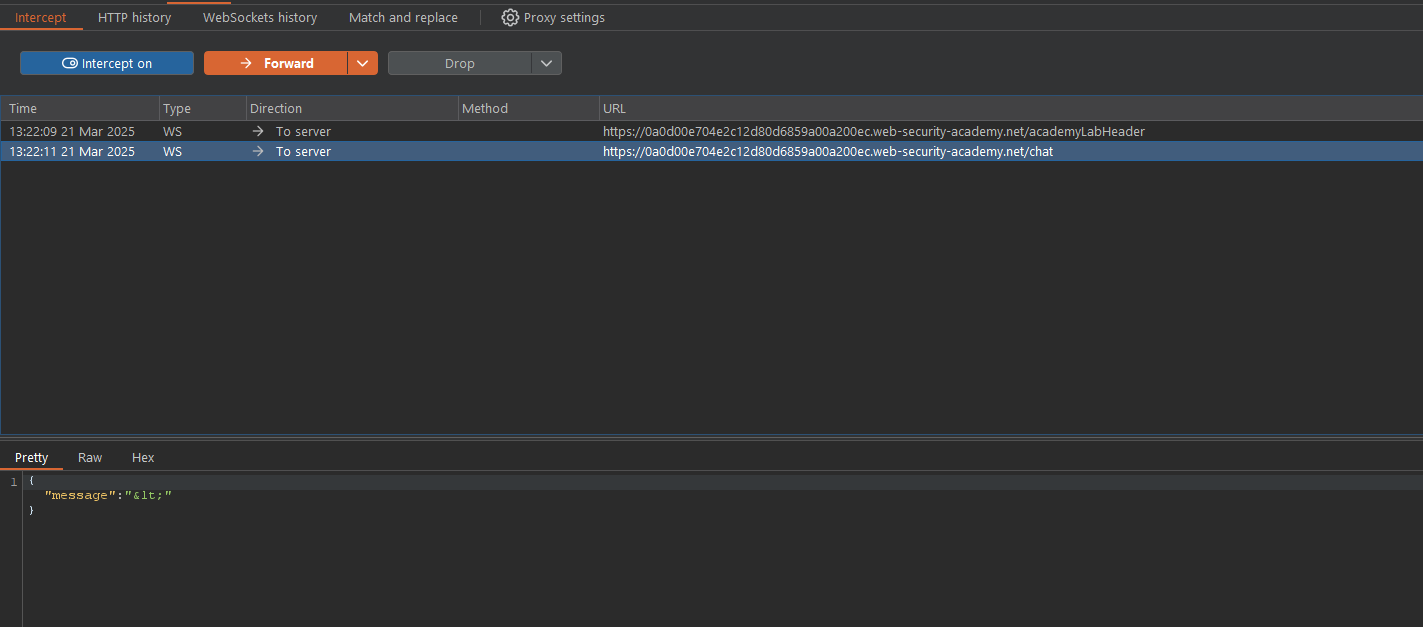 Intercept HTTP history WebSockets history Match and replace Proxy settings
Intercept on Forward Drop
Time Type Direction Method URL
13:22:09 21 Mar 2025 WS To server https://0a0d00e704e2c12d80d6859a00a200ec.web-security-academy.net/academyLabHeader
13:22:11 21 Mar 2025 WS To server https://0a0d00e704e2c12d80d6859a00a200ec.web-security-academy.net/chat
Pretty Raw Hex
1 {
"message":"&lt;"
}